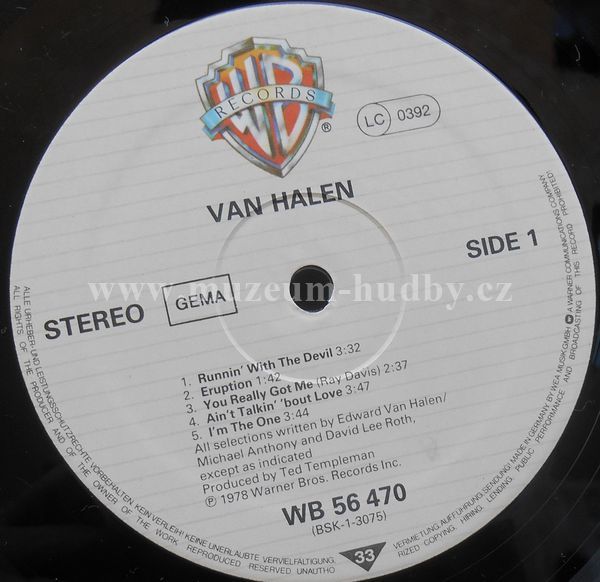 WB
RECORDS
®
LC 0392
VAN HALEN
SIDE 1
STEREO
GEMA
www.muzeum-hudby.cz
1. Runnin' With The Devil 3:32
2. Eruption 1:42
3. You Really Got Me (Ray Davis) 2:37
4. Ain't Talkin' 'bout Love 3:47
5. I'm The One 3:44
All selections written by Edward Van Halen/
Michael Anthony and David Lee Roth,
except as indicated
Produced by Ted Templeman
℗ 1978 Warner Bros. Records Inc.
WB 56 470
(BSK-1-3075)
33
ALLE URHEBER- UND LEISTUNGSSCHUTZRECHTE VORBEHALTEN. KEIN VERLEIH! KEINE UNERLAUBTE VERVIELFÄLTIGUNG,
VERMIETUNG, AUFFÜHRUNG, SENDUNG! MADE IN GERMANY BY WEA MUSIK GMBH A WARNER COMMUNICATIONS COMPANY
ALL RIGHTS OF THE PRODUCER AND OF THE OWNER OF THE WORK REPRODUCED RESERVED UNAUTHO
RIZED COPYING, HIRING, LENDING, PUBLIC PERFORMANCE AND BROADCASTING OF THIS RECORD PROHIBITED